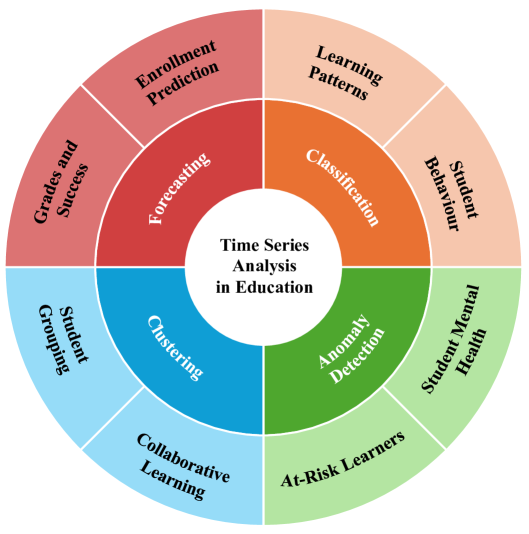 Time Series
Analysis
in Education
Forecasting
Classification
Anomaly
Detection
Clustering
Grades and
Success
Enrollment
Prediction
Learning
Patterns
Student
Behaviour
Student Mental
Health
At-Risk Learners
Collaborative
Learning
Student
Grouping